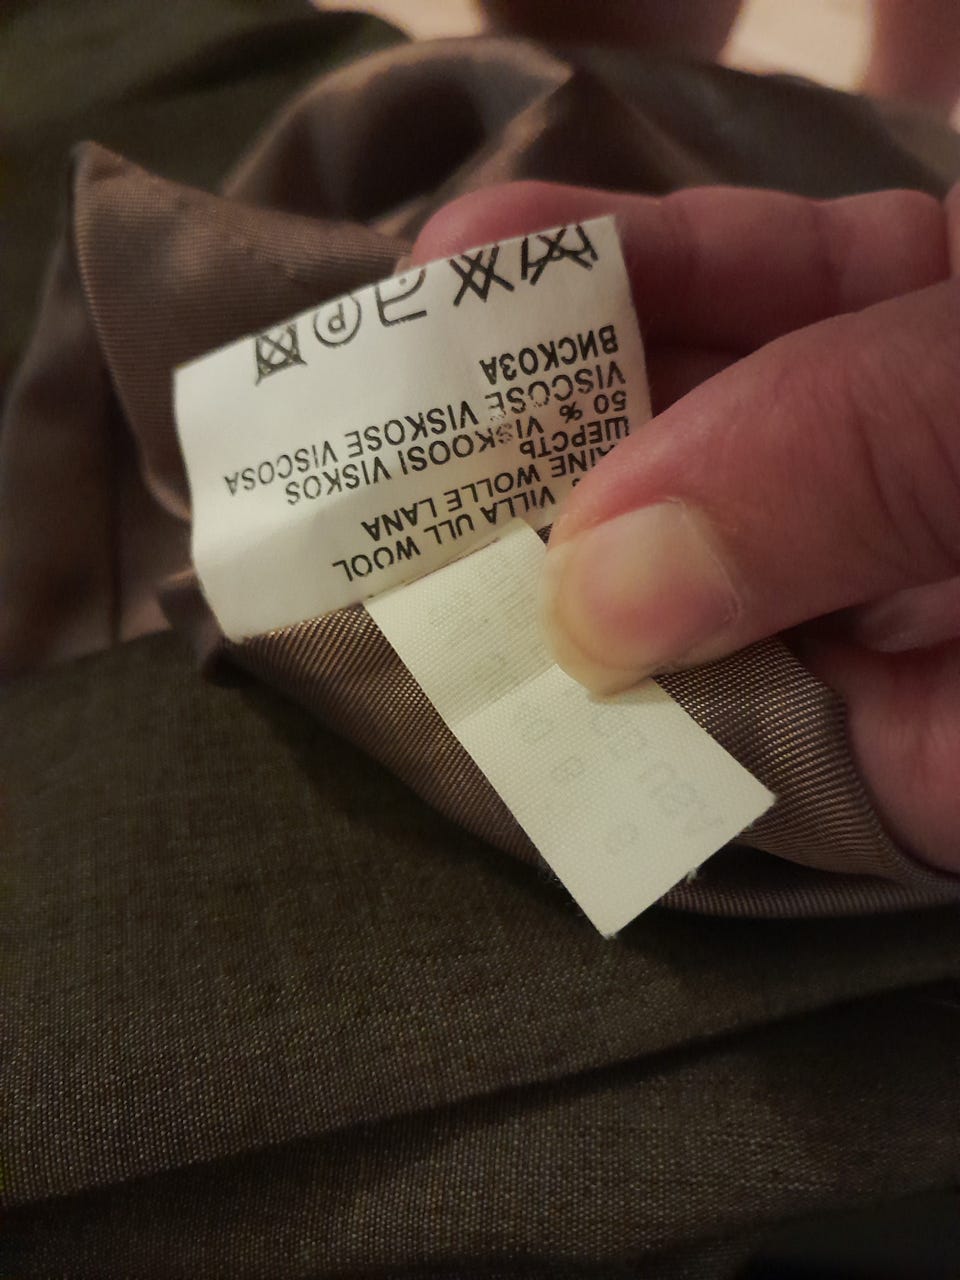 VILLA ULL WOOL
WOLLE LANA
ШЕРСТЬ
50 % VISKOOSI VISKOS
VISCOSE VISKOSE VISCOSA
ВИСКОЗА
P